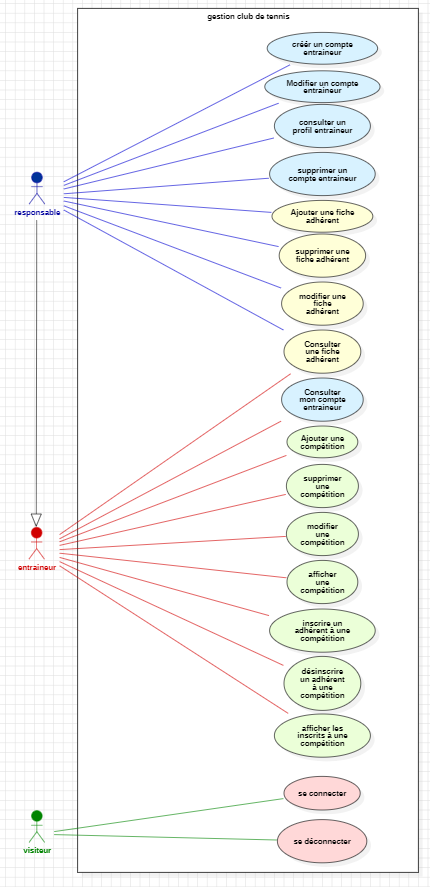 gestion club de tennis
créér un compte
entraineur
Modifier un compte
entraineur
consulter un
profil entraineur
supprimer un
compte entraineur
responsable
Ajouter une fiche
adhérent
supprimer une
fiche adhérent
modifier une
fiche
adhérent
Consulter
une fiche
adhérent
Consulter
mon compte
entraineur
Ajouter une
compétition
supprimer
une
compétition
modifier
une
compétition
entraineur
afficher
une
compétition
inscrire un
adhérent à une
compétition
désinscrire
un adhérent
à une
compétition
afficher les
inscrits à une
compétition
se connecter
se déconnecter
visiteur